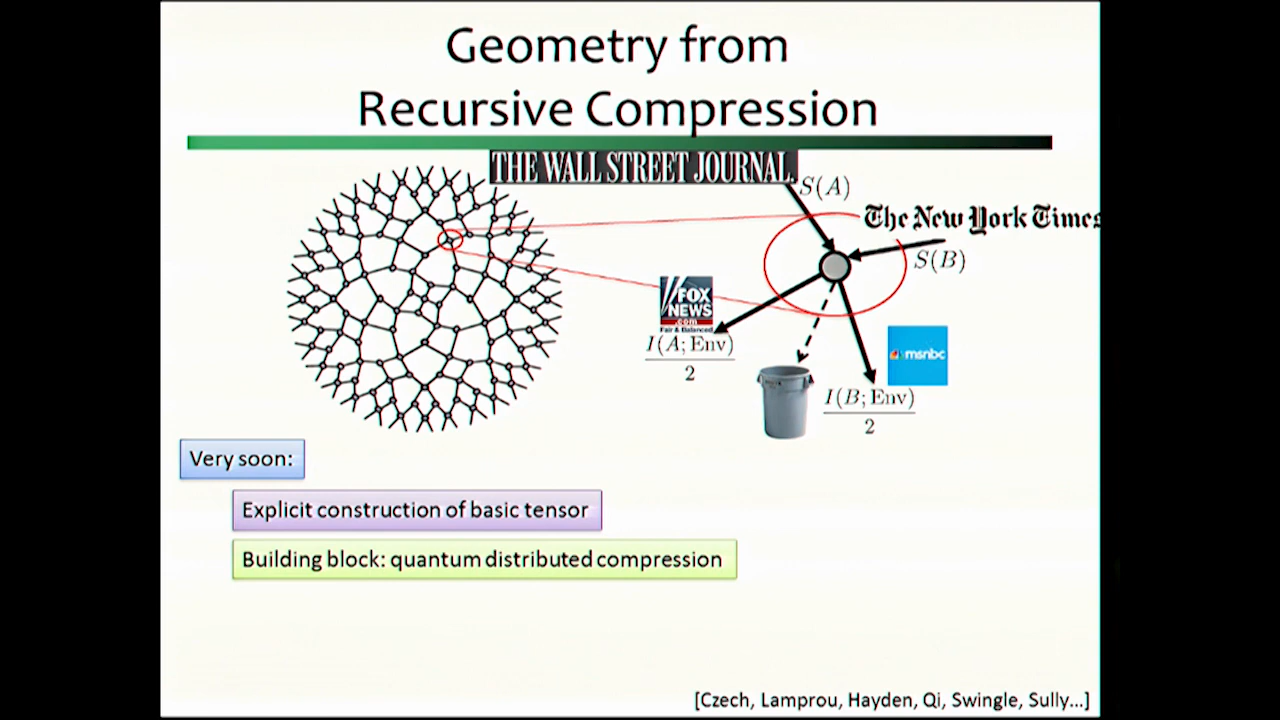 Geometry from
Recursive Compression
THE WALL STREET JOURNAL.
S(A)
The New York Times
S(B)
FOX
NEWS
.com
Fair & Balanced
I(A;Env)
2
msnbc
I(B;Env)
2
Very soon:
Explicit construction of basic tensor
Building block: quantum distributed compression
[Czech, Lamprou, Hayden, Qi, Swingle, Sully...]